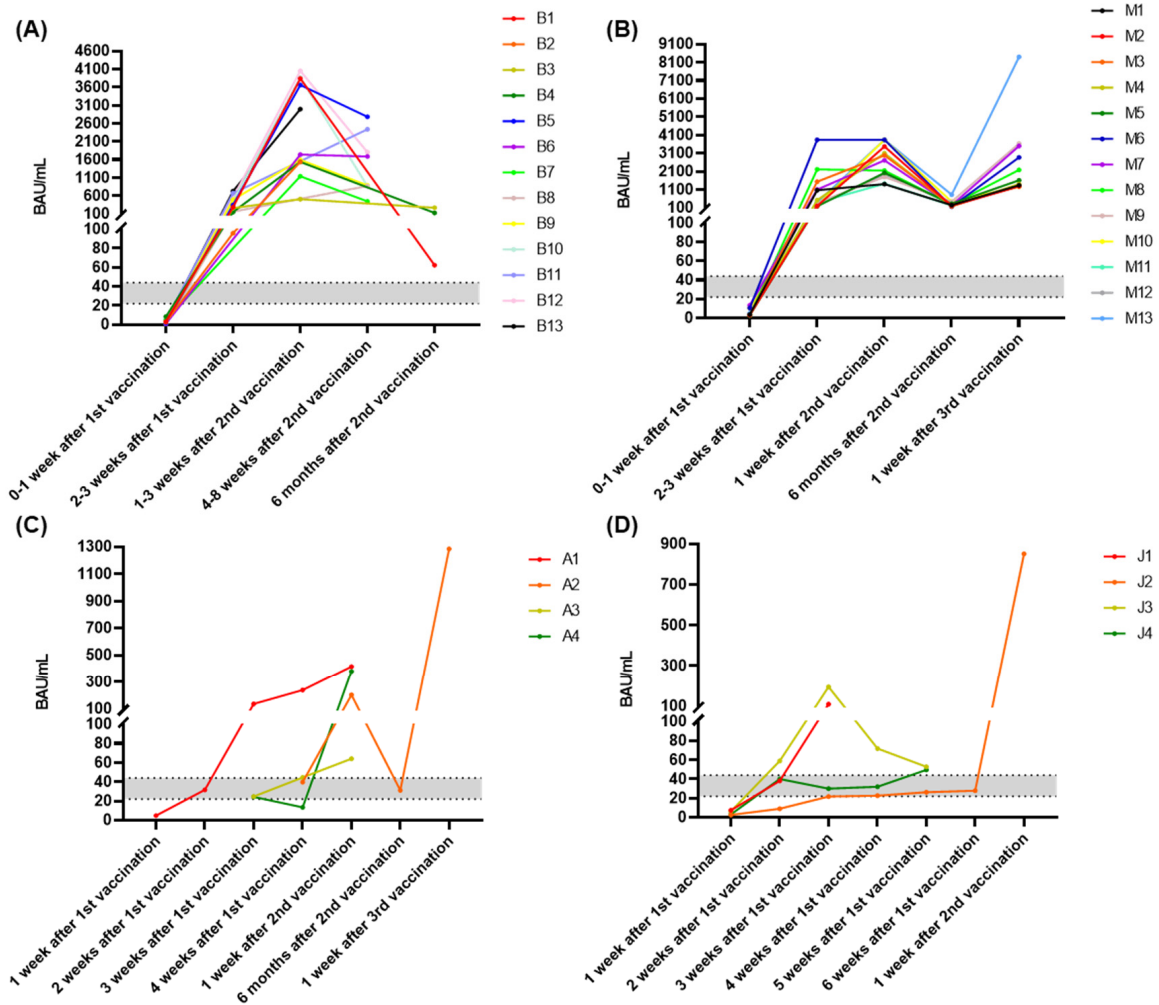 (A)
BAU/mL
4600
4100
3600
3100
2600
2100
1600
1100
600
100
100
80
60
40
20
0
0-1 week after 1st vaccination
2-3 weeks after 1st vaccination
1-3 weeks after 2nd vaccination
4-8 weeks after 2nd vaccination
6 months after 2nd vaccination
B1
B2
B3
B4
B5
B6
B7
B8
B9
B10
B11
B12
B13
(B)
BAU/mL
9100
8100
7100
6100
5100
4100
3100
2100
1100
100
100
80
60
40
20
0
0-1 week after 1st vaccination
2-3 weeks after 1st vaccination
1 week after 2nd vaccination
6 months after 2nd vaccination
1 week after 3rd vaccination
M1
M2
M3
M4
M5
M6
M7
M8
M9
M10
M11
M12
M13
(C)
BAU/mL
1300
1100
900
700
500
300
100
100
80
60
40
20
0
1 week after 1st vaccination
2 weeks after 1st vaccination
3 weeks after 1st vaccination
4 weeks after 1st vaccination
1 week after 2nd vaccination
6 months after 2nd vaccination
1 week after 3rd vaccination
A1
A2
A3
A4
(D)
BAU/mL
900
700
500
300
100
100
80
60
40
20
0
1 week after 1st vaccination
2 weeks after 1st vaccination
3 weeks after 1st vaccination
4 weeks after 1st vaccination
5 weeks after 1st vaccination
6 weeks after 1st vaccination
1 week after 2nd vaccination
J1
J2
J3
J4